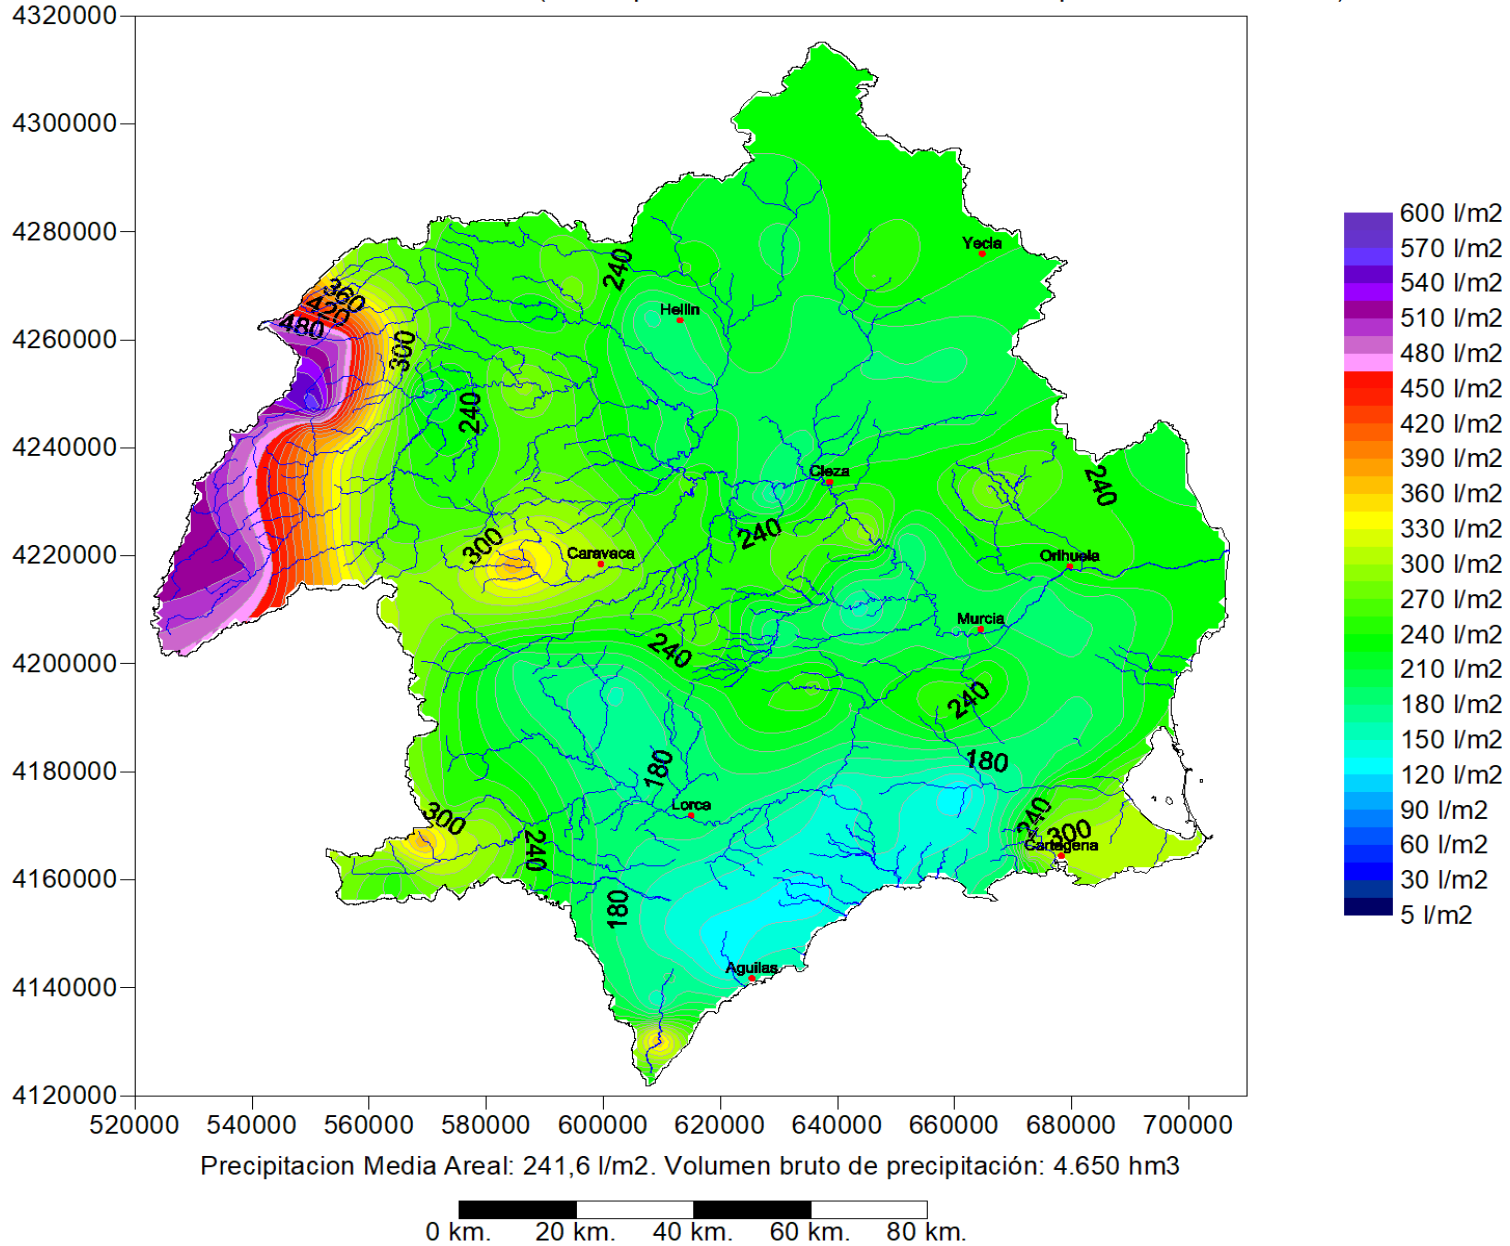 4320000
4300000
4280000
4260000
4240000
4220000
4200000
4180000
4160000
4140000
4120000
520000 540000 560000 580000 600000 620000 640000 660000 680000 700000
Yecla
240
Hellin
360
420
480
300
240
Cieza
240
240
300
Caravaca
Orihuela
Murcia
240
240
180
180
Lorca
300
240
240
300
Cartagena
180
Aguilas
600 l/m2
570 l/m2
540 l/m2
510 l/m2
480 l/m2
450 l/m2
420 l/m2
390 l/m2
360 l/m2
330 l/m2
300 l/m2
270 l/m2
240 l/m2
210 l/m2
180 l/m2
150 l/m2
120 l/m2
90 l/m2
60 l/m2
30 l/m2
5 l/m2
Precipitacion Media Areal: 241,6 l/m2. Volumen bruto de precipitación: 4.650 hm3
0 km. 20 km. 40 km. 60 km. 80 km.